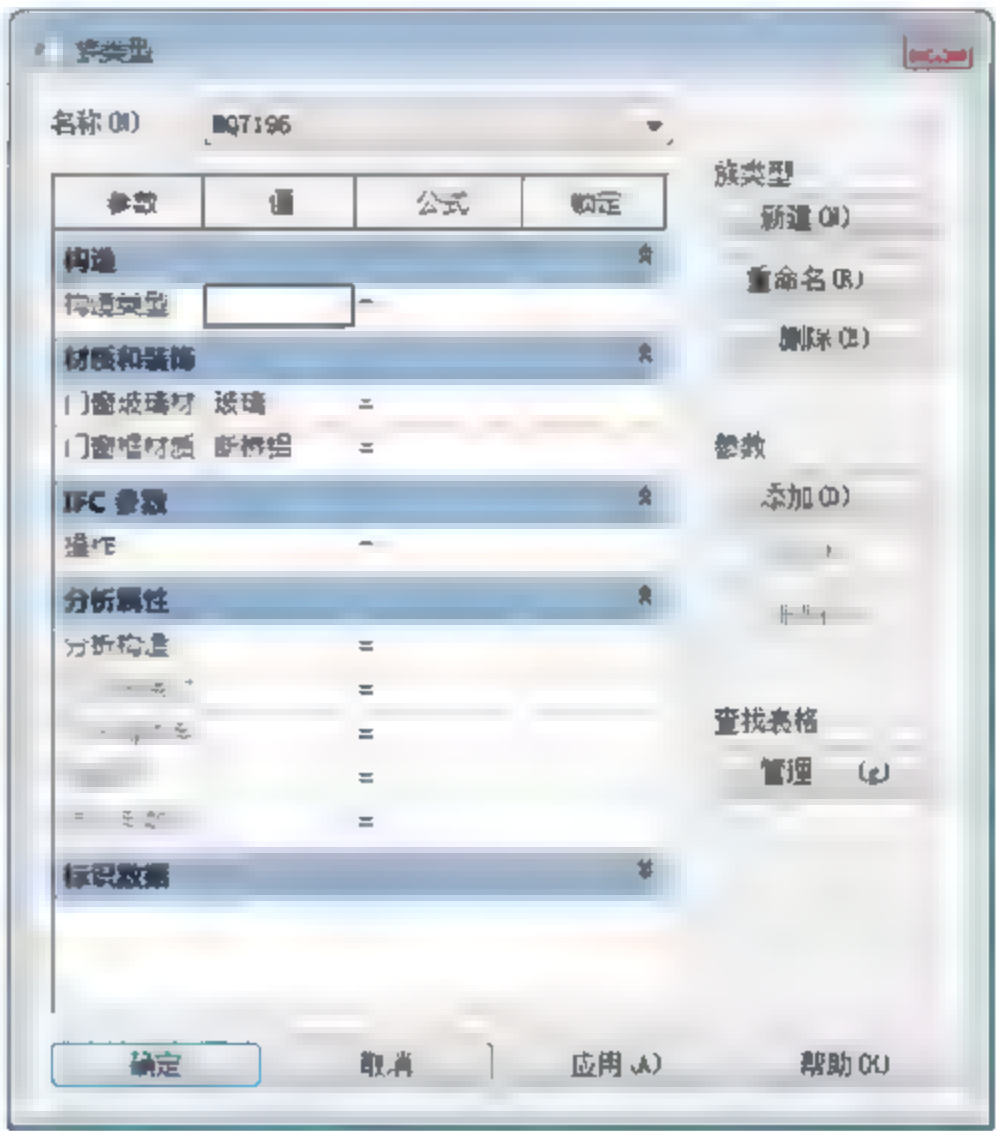 族类型
名称(N)
MQ7196
族类型
参数 值 公式 锁定
新建(N)
构造
重命名(R)
构造类型
=
删除(E)
材质和装饰
门窗玻璃材 玻璃 =
门窗框材质 断桥铝 =
参数
IFC 参数
添加(D)
操作 =
分析属性
分析构造 =
=
=
查找表格
=
管理 (G)
=
标识数据
确定 取消 应用(A) 帮助(H)